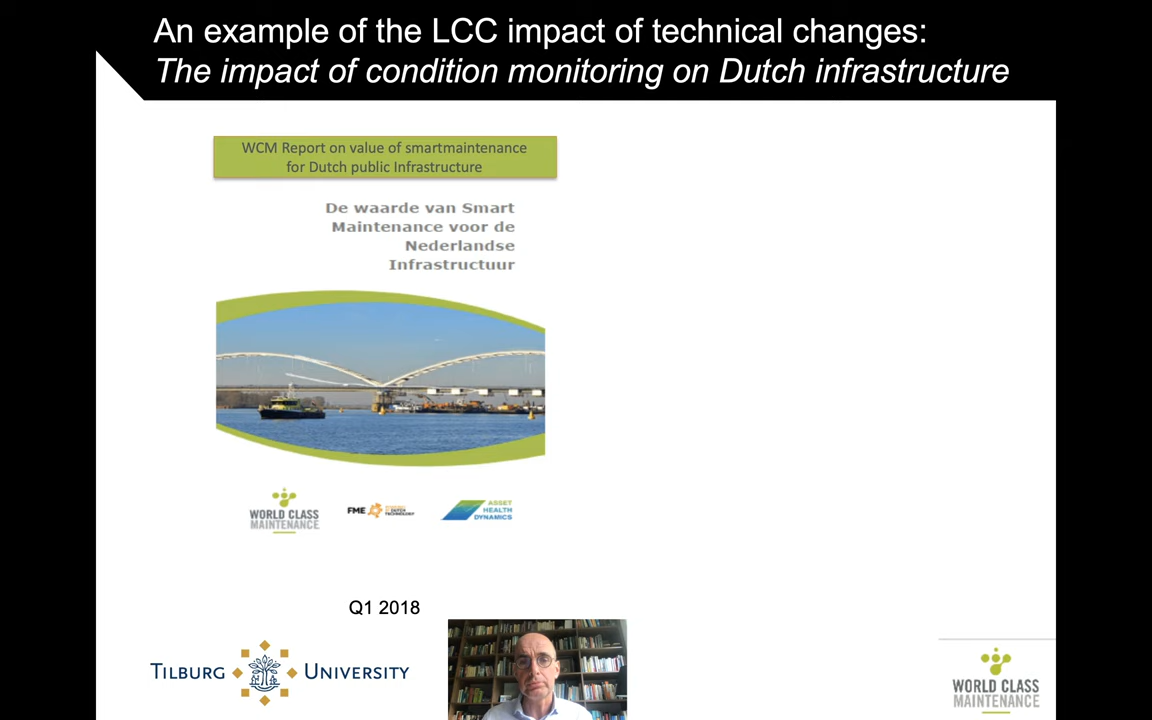 An example of the LCC impact of technical changes:
The impact of condition monitoring on Dutch infrastructure
WCM Report on value of smartmaintenance
for Dutch public Infrastructure
De waarde van Smart
Maintenance voor de
Nederlandse
Infrastructuur
WORLD CLASS
MAINTENANCE
FME
ASSET
HEALTH
DYNAMICS
Q1 2018
TILBURG UNIVERSITY
WORLD CLASS
MAINTENANCE